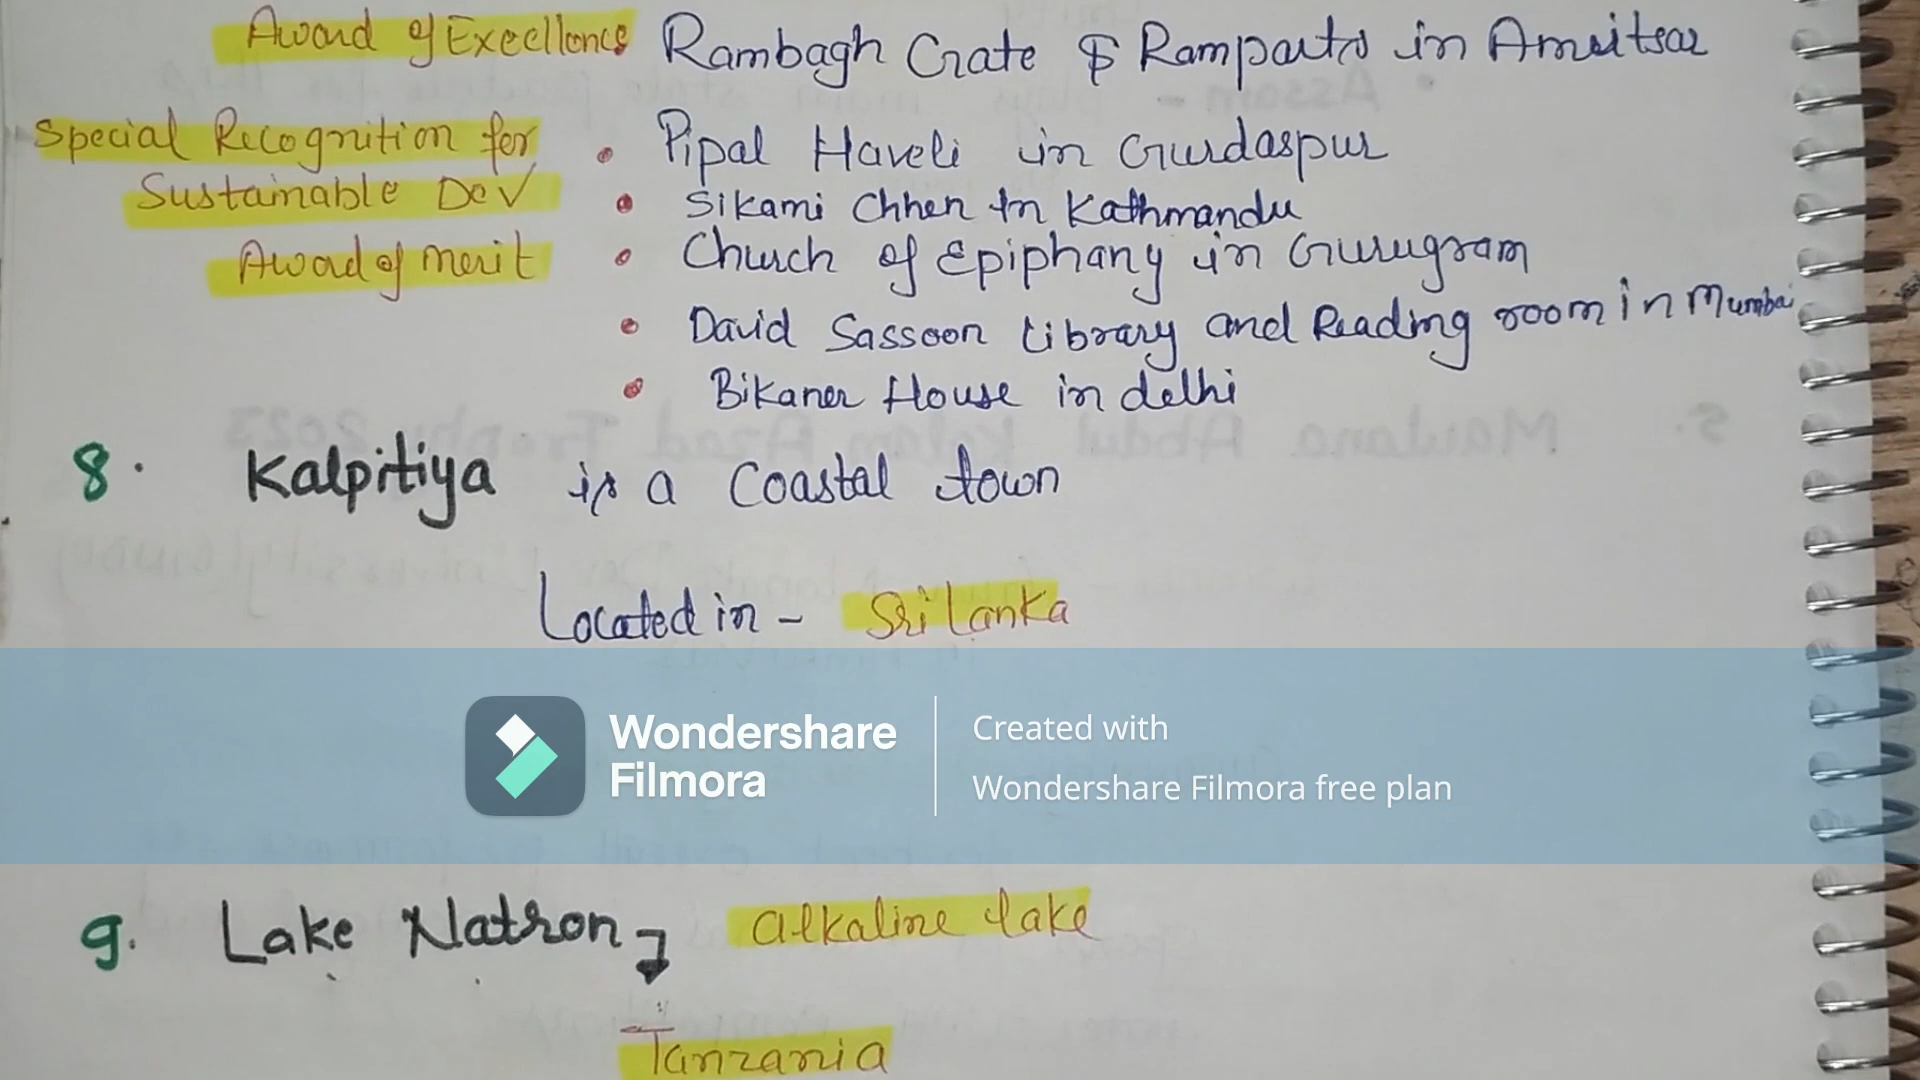 Award of Excellence Rambagh Gate & Ramparts in Amritsar
Special Recognition for • Pipal Haveli in Gurdaspur
Sustainable Dev • Sikami Chhen In Kathmandu
Award of merit • Church of Epiphany in Gurugram
• David Sassoon Library and Reading room in Mumbai
• Bikaner House in delhi
8. Kalpitiya is a Coastal town
Located in - Sri Lanka
Wondershare Filmora
Created with
Wondershare Filmora free plan
9. Lake Natron Alkaline lake
Tanzania